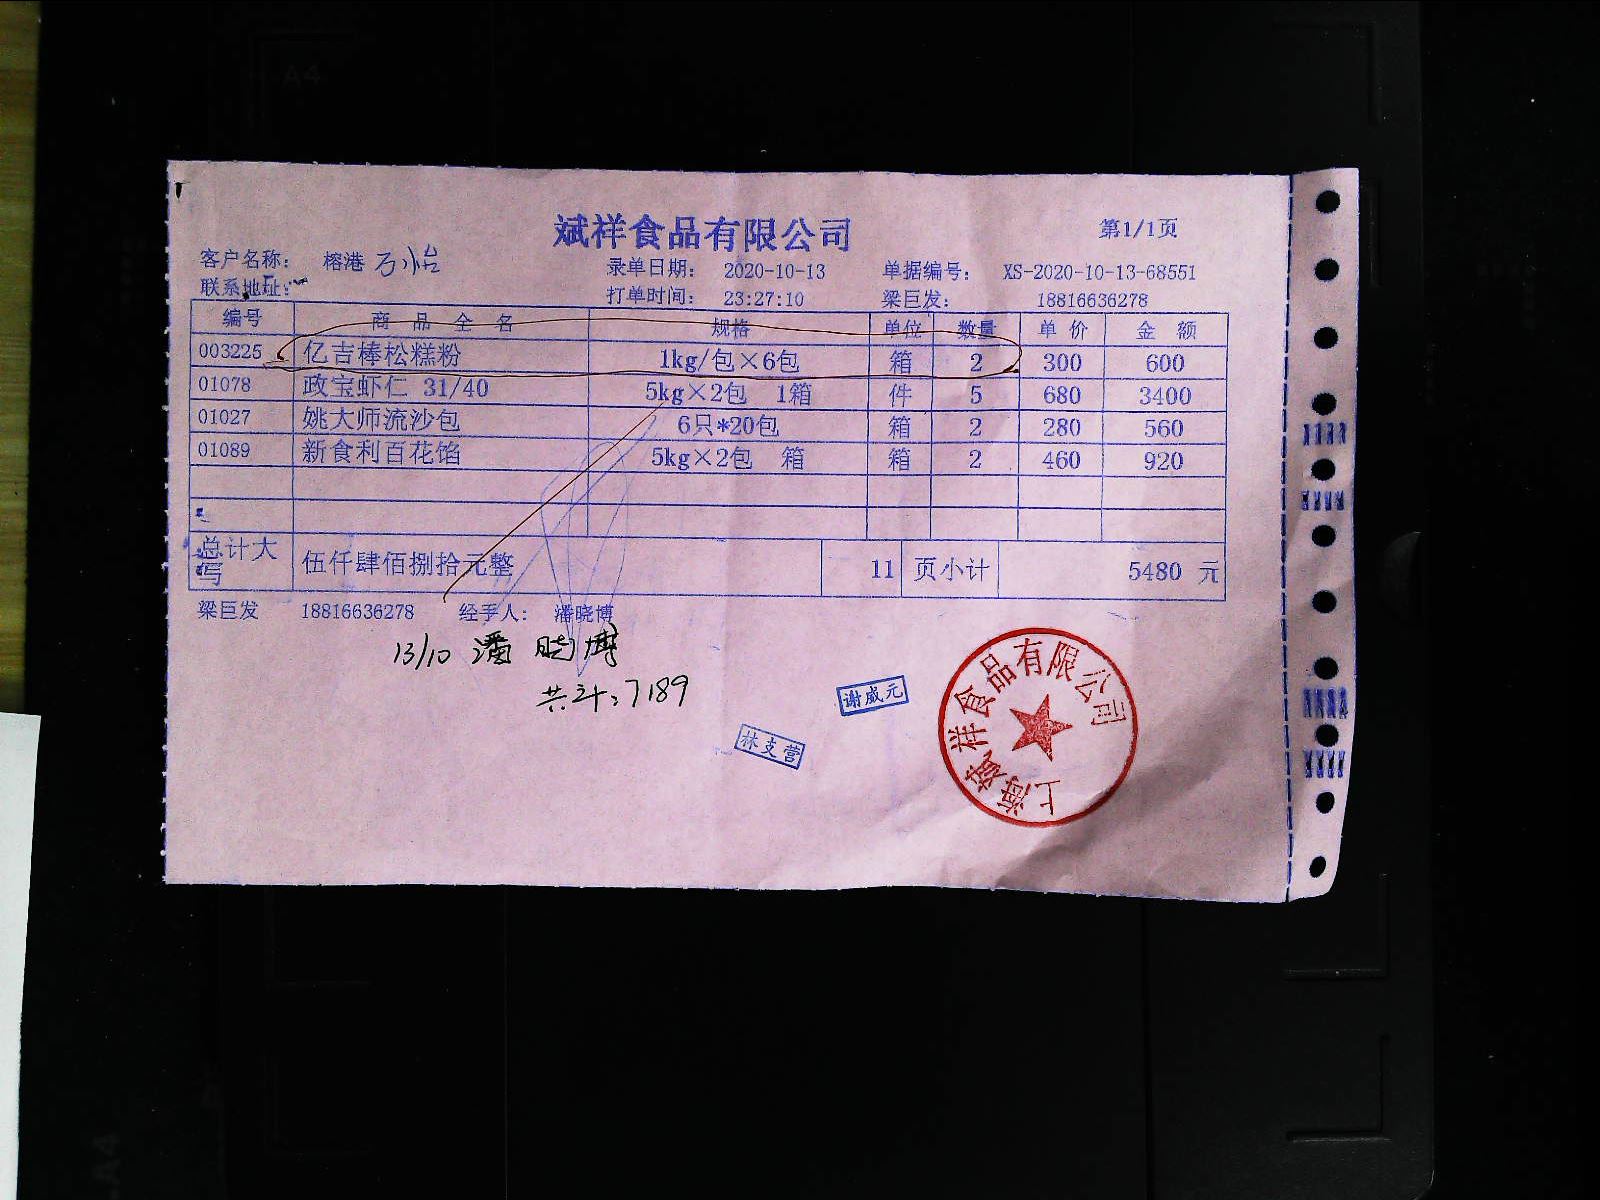 斌祥食品有限公司
第1/1页
客户名称: 榕港
录单日期: 2020-10-13 单据编号: XS-2020-10-13-68551
联系地址:
打单时间: 23:27:10 梁巨发: 18816636278
编号 商品全名 规格 单位 数量 单价 金额
003225 亿吉棒松糕粉 1kg/包×6包 箱 2 300 600
01078 政宝虾仁 31/40 5kg×2包 1箱 件 5 680 3400
01027 姚大师流沙包 6只*20包 箱 2 280 560
01089 新食利百花馅 5kg×2包 箱 箱 2 460 920
总计大写 伍仟肆佰捌拾元整 11 页小计 5480 元
梁巨发 18816636278 经手人: 潘晓博
13/10 潘晓博
共斗:7189
谢威元
林支营
上海斌祥食品有限公司
A4
A4